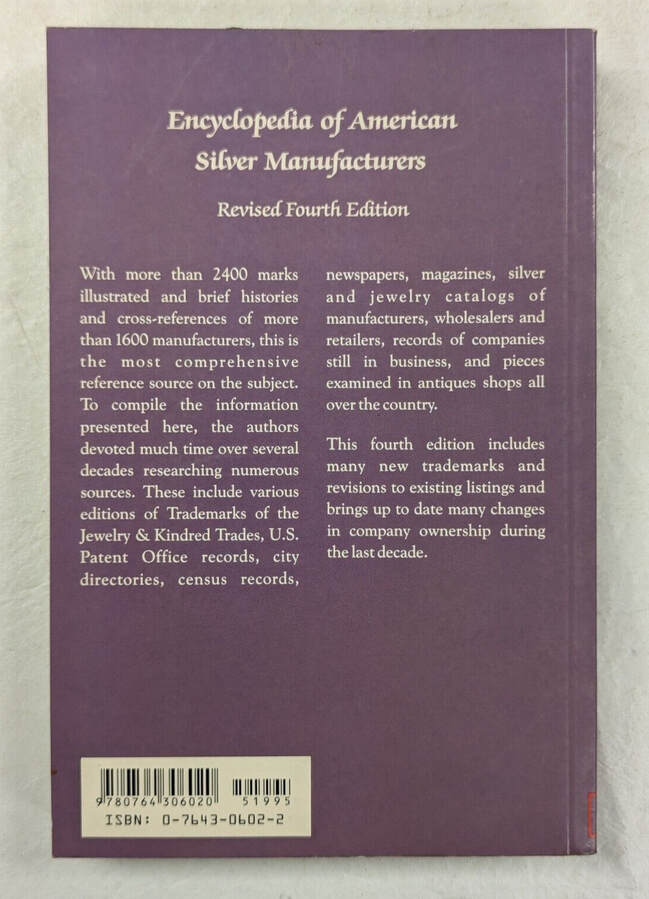 Encyclopedia of American
Silver Manufacturers
Revised Fourth Edition
With more than 2400 marks
illustrated and brief histories
and cross-references of more
than 1600 manufacturers, this is
the most comprehensive
reference source on the subject.
To compile the information
presented here, the authors
devoted much time over several
decades researching numerous
sources. These include various
editions of Trademarks of the
Jewelry & Kindred Trades, U.S.
Patent Office records, city
directories, census records,
newspapers, magazines, silver
and jewelry catalogs of
manufacturers, wholesalers and
retailers, records of companies
still in business, and pieces
examined in antiques shops all
over the country.
This fourth edition includes
many new trademarks and
revisions to existing listings and
brings up to date many changes
in company ownership during
the last decade.
9780764306020
51995
ISBN: 0-7643-0602-2